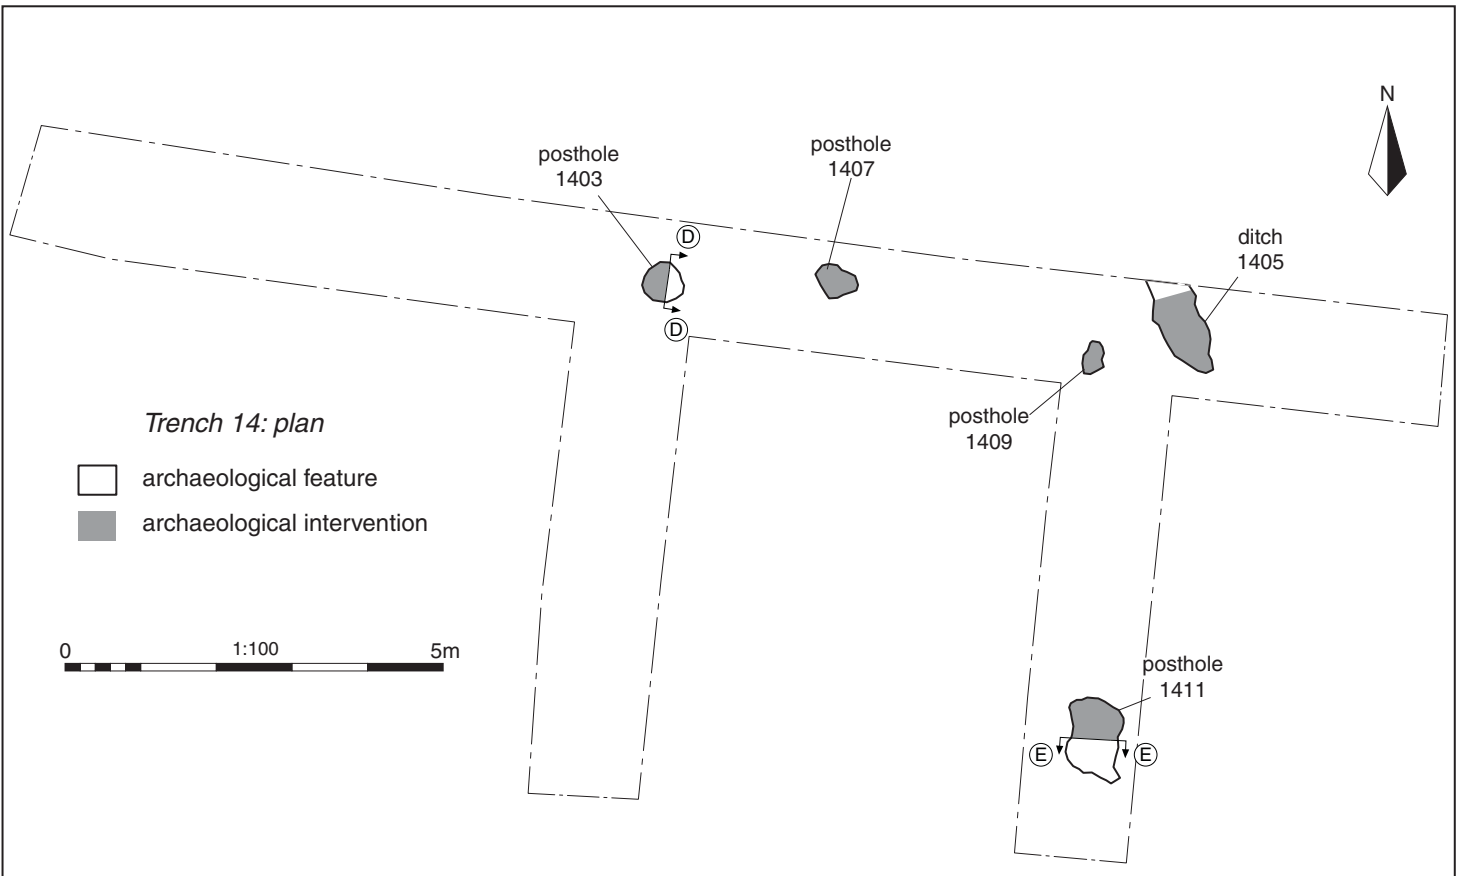 N
posthole
1407
posthole
1403
D
ditch
1405
D
posthole
1409
Trench 14: plan
archaeological feature
archaeological intervention
0 1:100 5m
posthole
1411
E E